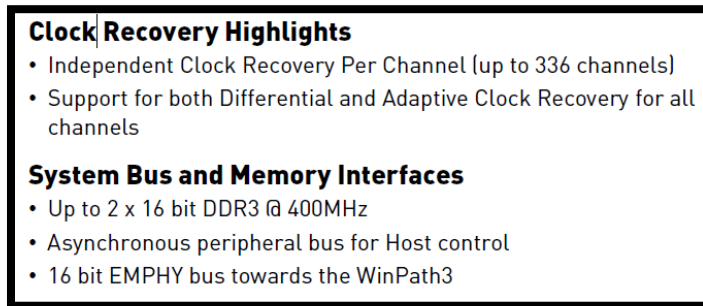 Clock Recovery Highlights
• Independent Clock Recovery Per Channel (up to 336 channels)
• Support for both Differential and Adaptive Clock Recovery for all
channels
System Bus and Memory Interfaces
• Up to 2 x 16 bit DDR3 @ 400MHz
• Asynchronous peripheral bus for Host control
• 16 bit EMPHY bus towards the WinPath3